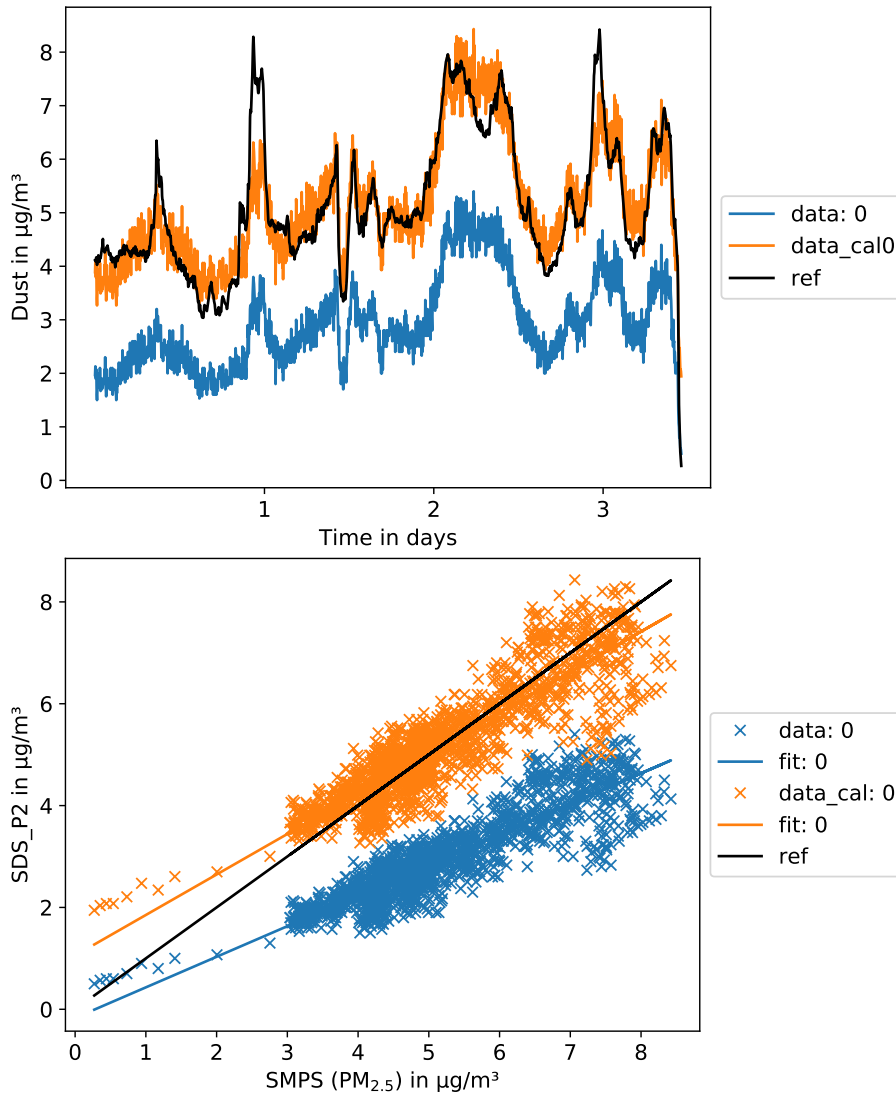 8
7
6
5
4
3
2
1
0
Dust in µg/m³
1 2 3
Time in days
data: 0
data_cal0
ref
8
6
4
2
0
SDS_P2 in µg/m³
0 1 2 3 4 5 6 7 8
SMPS (PM2.5) in µg/m³
data: 0
fit: 0
data_cal: 0
fit: 0
ref